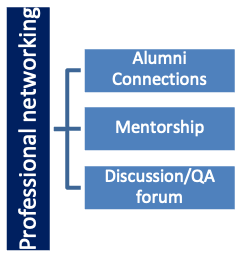 Professional networking
Alumni
Connections
Mentorship
Discussion/QA
forum